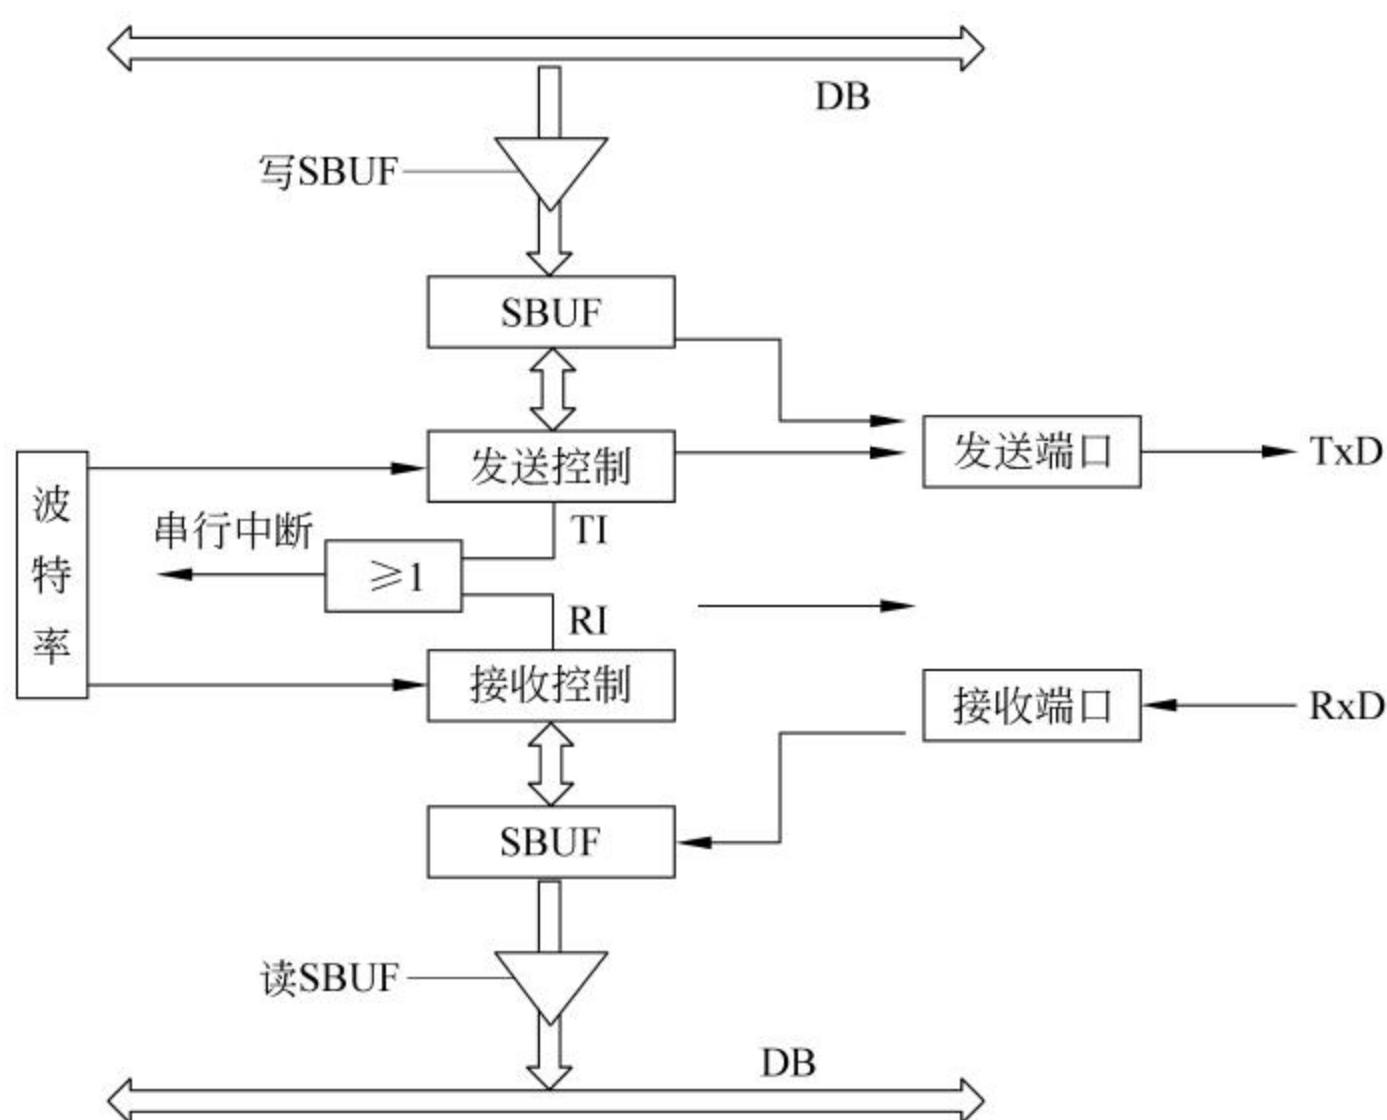 DB
写SBUF
SBUF
发送控制
发送端口
TxD
波特率
串行中断
TI
≥1
RI
接收控制
接收端口
RxD
SBUF
读SBUF
DB